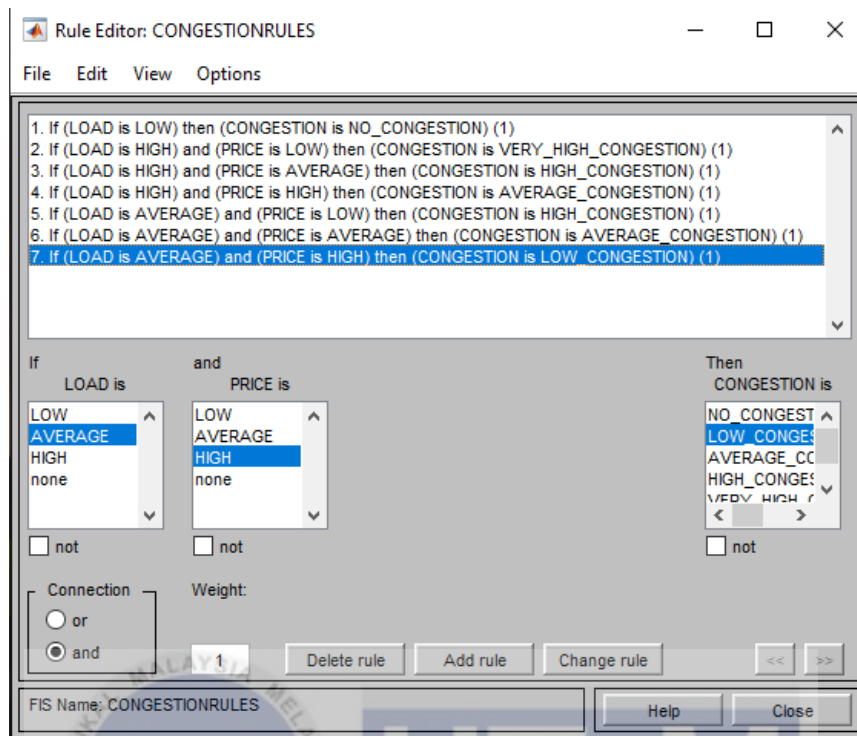 Rule Editor: CONGESTIONRULES
File Edit View Options
1. If (LOAD is LOW) then (CONGESTION is NO_CONGESTION) (1)
2. If (LOAD is HIGH) and (PRICE is LOW) then (CONGESTION is VERY_HIGH_CONGESTION) (1)
3. If (LOAD is HIGH) and (PRICE is AVERAGE) then (CONGESTION is HIGH_CONGESTION) (1)
4. If (LOAD is HIGH) and (PRICE is HIGH) then (CONGESTION is AVERAGE_CONGESTION) (1)
5. If (LOAD is AVERAGE) and (PRICE is LOW) then (CONGESTION is HIGH_CONGESTION) (1)
6. If (LOAD is AVERAGE) and (PRICE is AVERAGE) then (CONGESTION is AVERAGE_CONGESTION) (1)
7. If (LOAD is AVERAGE) and (PRICE is HIGH) then (CONGESTION is LOW_CONGESTION) (1)
If and Then
LOAD is PRICE is CONGESTION is
LOW LOW NO_CONGEST
AVERAGE AVERAGE LOW_CONGES
HIGH HIGH AVERAGE_CO
none none HIGH_CONGES
VERY_HIGH_
not not not
Connection Weight:
or
and 1 Delete rule Add rule Change rule << >>
MALAYSIA
FIS Name: CONGESTIONRULES Help Close